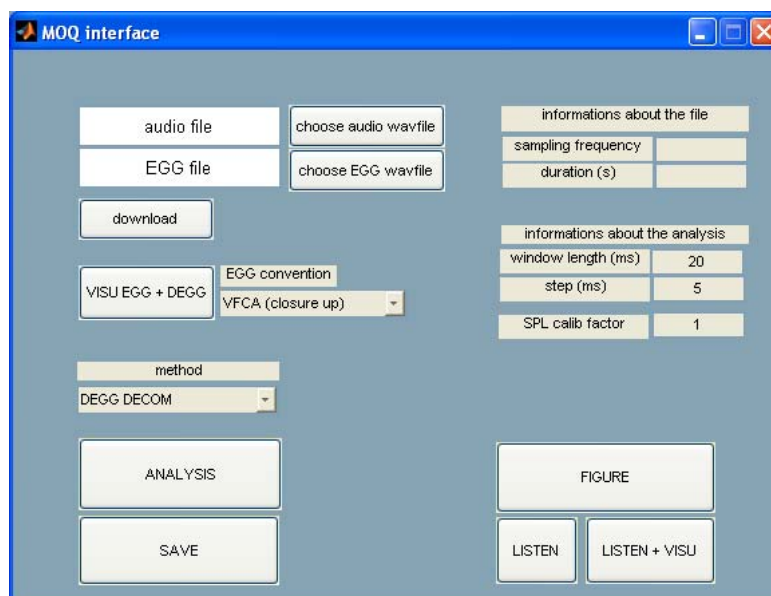 MOQ interface
audio file
choose audio wavfile
EGG file
choose EGG wavfile
download
VISU EGG + DEGG
EGG convention
VFCA (closure up)
method
DEGG DECOM
ANALYSIS
SAVE
informations about the file
sampling frequency
duration (s)
informations about the analysis
window length (ms)
20
step (ms)
5
SPL calib factor
1
FIGURE
LISTEN
LISTEN + VISU